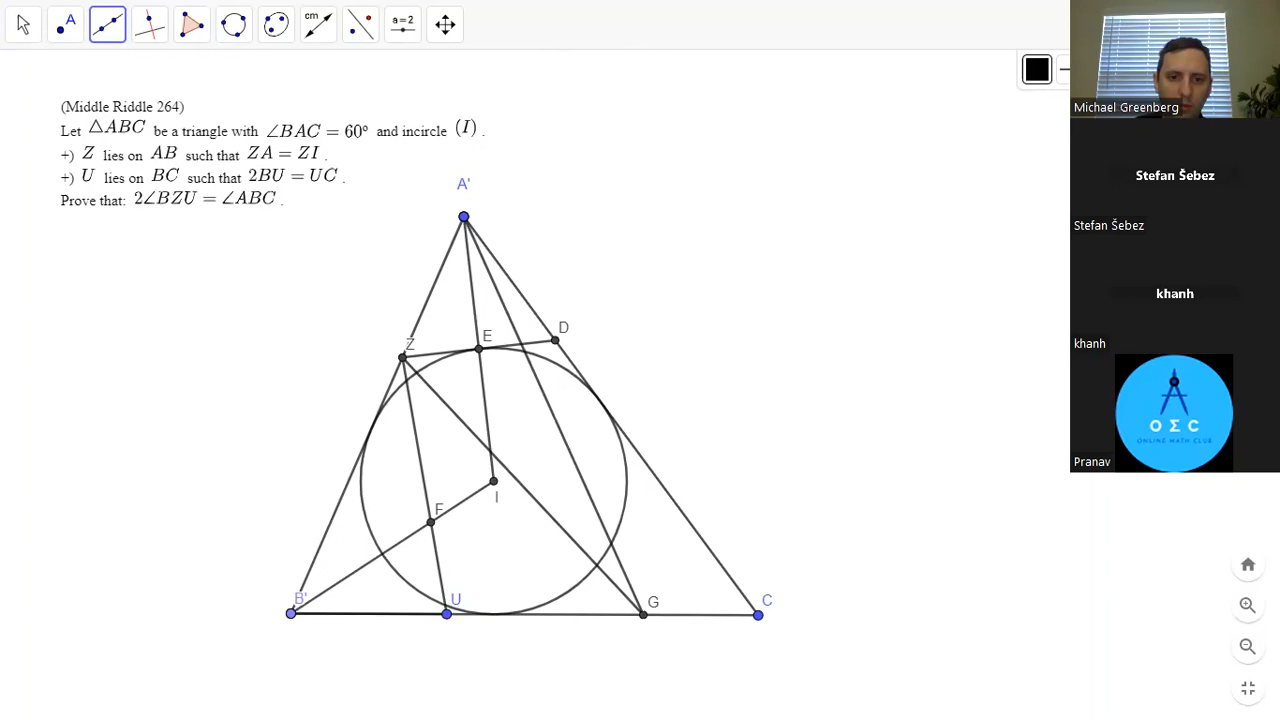 A
cm
a=2
(Middle Riddle 264)
Let △ABC be a triangle with ∠BAC = 60° and incircle (I) .
+) Z lies on AB such that ZA = ZI .
+) U lies on BC such that 2BU = UC .
Prove that: 2∠BZU = ∠ABC .
A'
D
E
Z
I
F
B'
U
G
C
Michael Greenberg
Stefan Šebez
Stefan Šebez
khanh
khanh
O Σ C
ONLINE MATH CLUB
Pranav